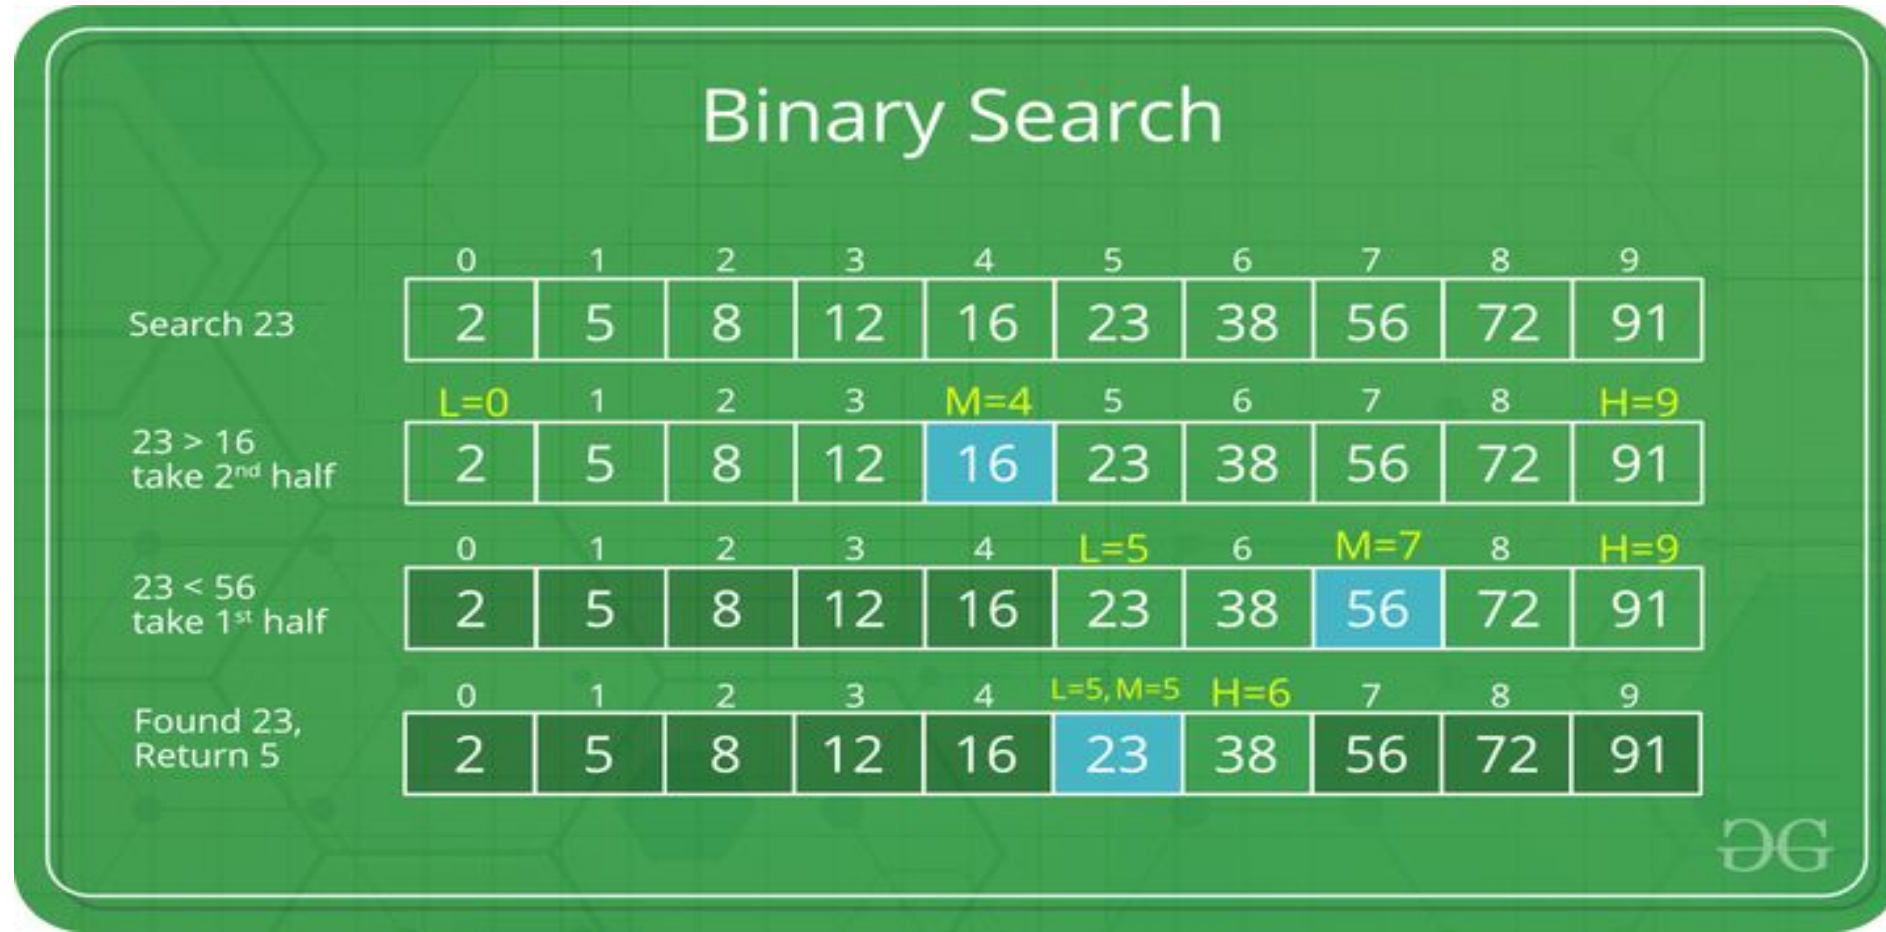 Binary Search
0 1 2 3 4 5 6 7 8 9
Search 23 2 5 8 12 16 23 38 56 72 91
L=0 1 2 3 M=4 5 6 7 8 H=9
23 > 16
take 2nd half 2 5 8 12 16 23 38 56 72 91
0 1 2 3 4 L=5 6 M=7 8 H=9
23 < 56
take 1st half 2 5 8 12 16 23 38 56 72 91
0 1 2 3 4 L=5, M=5 H=6 7 8 9
Found 23,
Return 5 2 5 8 12 16 23 38 56 72 91